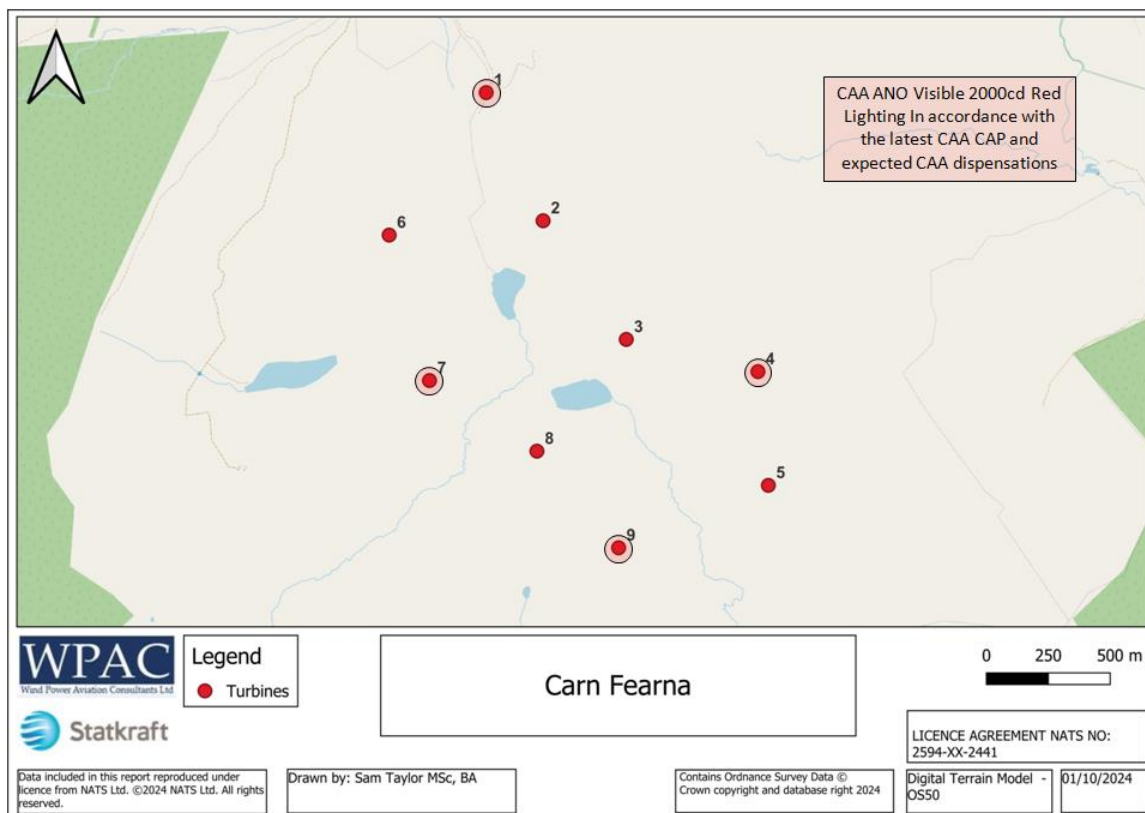 1
CAA ANO Visible 2000cd Red
Lighting In accordance with
the latest CAA CAP and
expected CAA dispensations
2
6
3
4
7
8
5
9
WPAC
Wind Power Aviation Consultants Ltd
Statkraft
Legend
Turbines
Carn Fearna
0 250 500 m
LICENCE AGREEMENT NATS NO:
2594-XX-2441
Data included in this report reproduced under
licence from NATS Ltd. ©2024 NATS Ltd. All rights
reserved.
Drawn by: Sam Taylor MSc, BA
Contains Ordnance Survey Data ©
Crown copyright and database right 2024
Digital Terrain Model -
OS50
01/10/2024